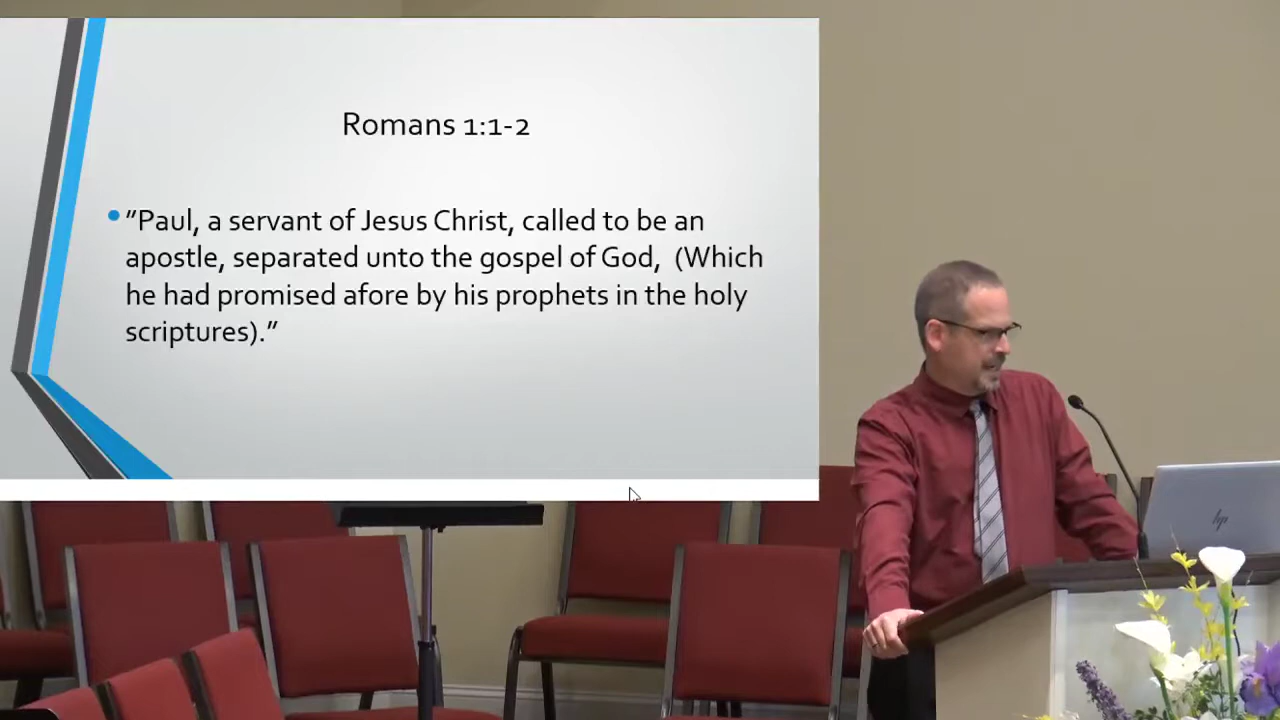 Romans 1:1-2
"Paul, a servant of Jesus Christ, called to be an
apostle, separated unto the gospel of God, (Which
he had promised afore by his prophets in the holy
scriptures)."
hp